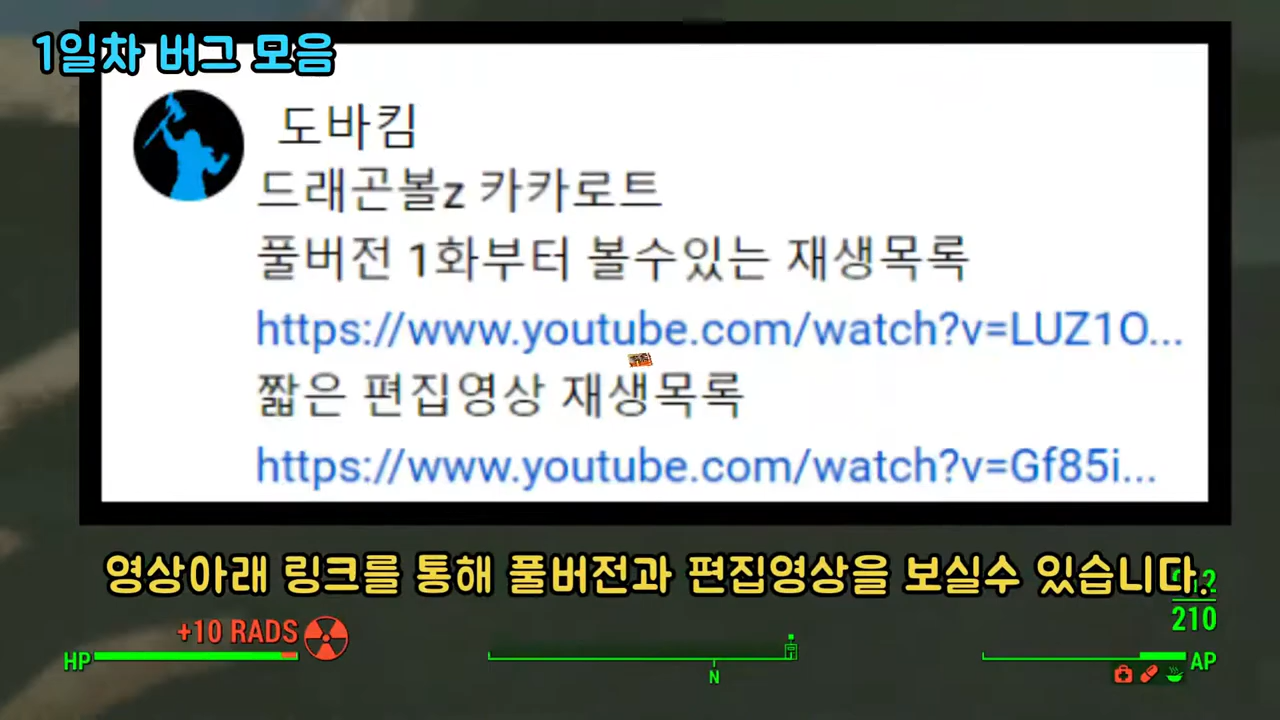 1일차 버그 모음
도바킴
드래곤볼z 카카로트
풀버전 1화부터 볼수있는 재생목록
https://www.youtube.com/watch?v=LUZ1O...
짧은 편집영상 재생목록
https://www.youtube.com/watch?v=Gf85i...
영상아래 링크를 통해 풀버전과 편집영상을 보실수 있습니다.
210
+10 RADS
HP
N
AP